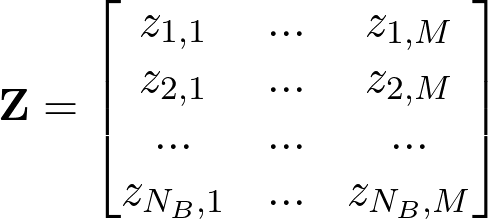 z_{1,1} ... z_{1,M}
z_{2,1} ... z_{2,M}
Z =
... ... ...
z_{N_B,1} ... z_{N_B,M}